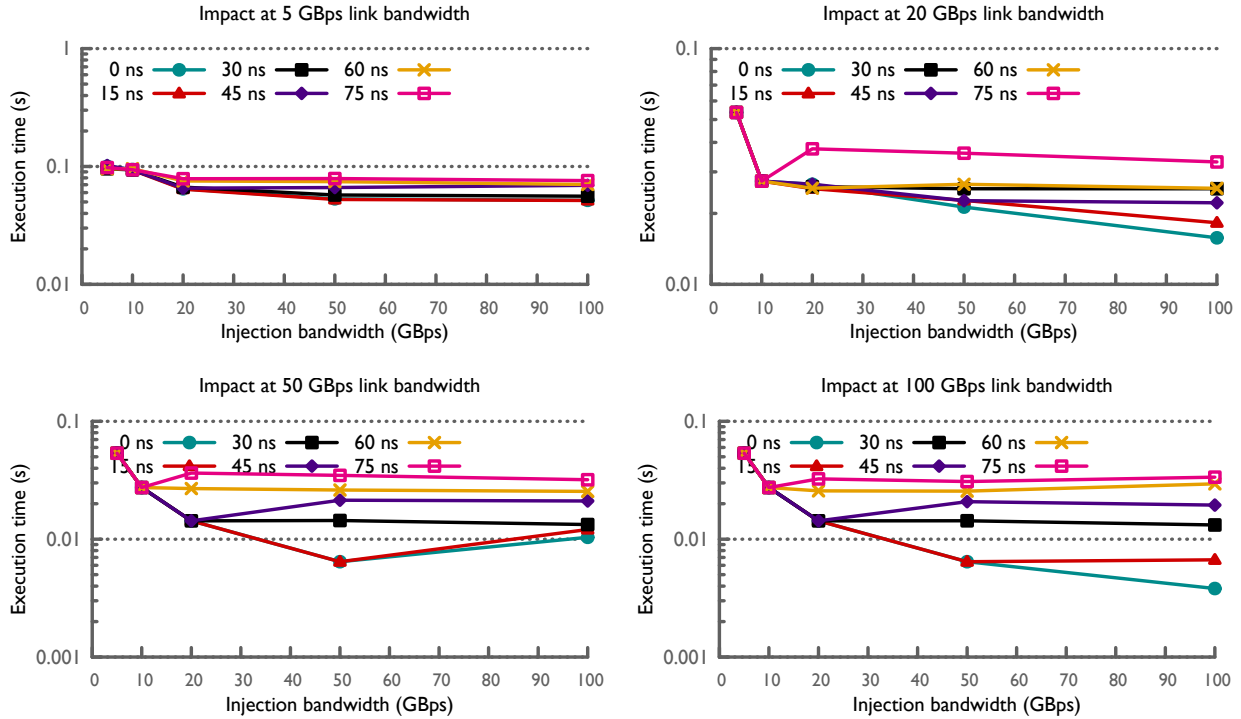 Impact at 5 GBps link bandwidth
1
0.1
0.01
Execution time (s)
0 ns 30 ns 60 ns
15 ns 45 ns 75 ns
0 10 20 30 40 50 60 70 80 90 100
Injection bandwidth (GBps)
Impact at 20 GBps link bandwidth
0.1
0.01
Execution time (s)
0 ns 30 ns 60 ns
15 ns 45 ns 75 ns
0 10 20 30 40 50 60 70 80 90 100
Injection bandwidth (GBps)
Impact at 50 GBps link bandwidth
0.1
0.01
0.001
Execution time (s)
0 ns 30 ns 60 ns
15 ns 45 ns 75 ns
0 10 20 30 40 50 60 70 80 90 100
Injection bandwidth (GBps)
Impact at 100 GBps link bandwidth
0.1
0.01
0.001
Execution time (s)
0 ns 30 ns 60 ns
15 ns 45 ns 75 ns
0 10 20 30 40 50 60 70 80 90 100
Injection bandwidth (GBps)